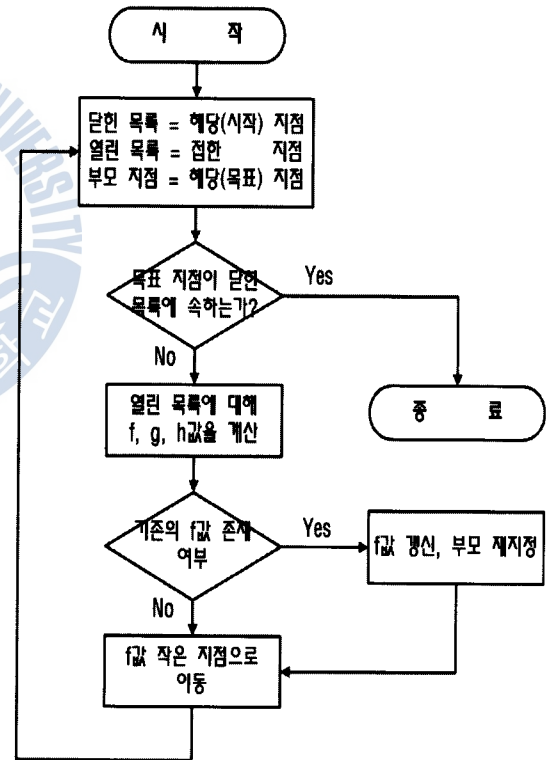 시 작
닫힌 목록 = 해당(시작) 지점
열린 목록 = 접한 지점
부모 지점 = 해당(목표) 지점
목표 지점이 닫힌
목록에 속하는가?
Yes
No
종 료
열린 목록에 대해
f, g, h값을 계산
기존의 f값 존재
여부
Yes
f값 갱신, 부모 재지정
No
f값 작은 지점으로
이동